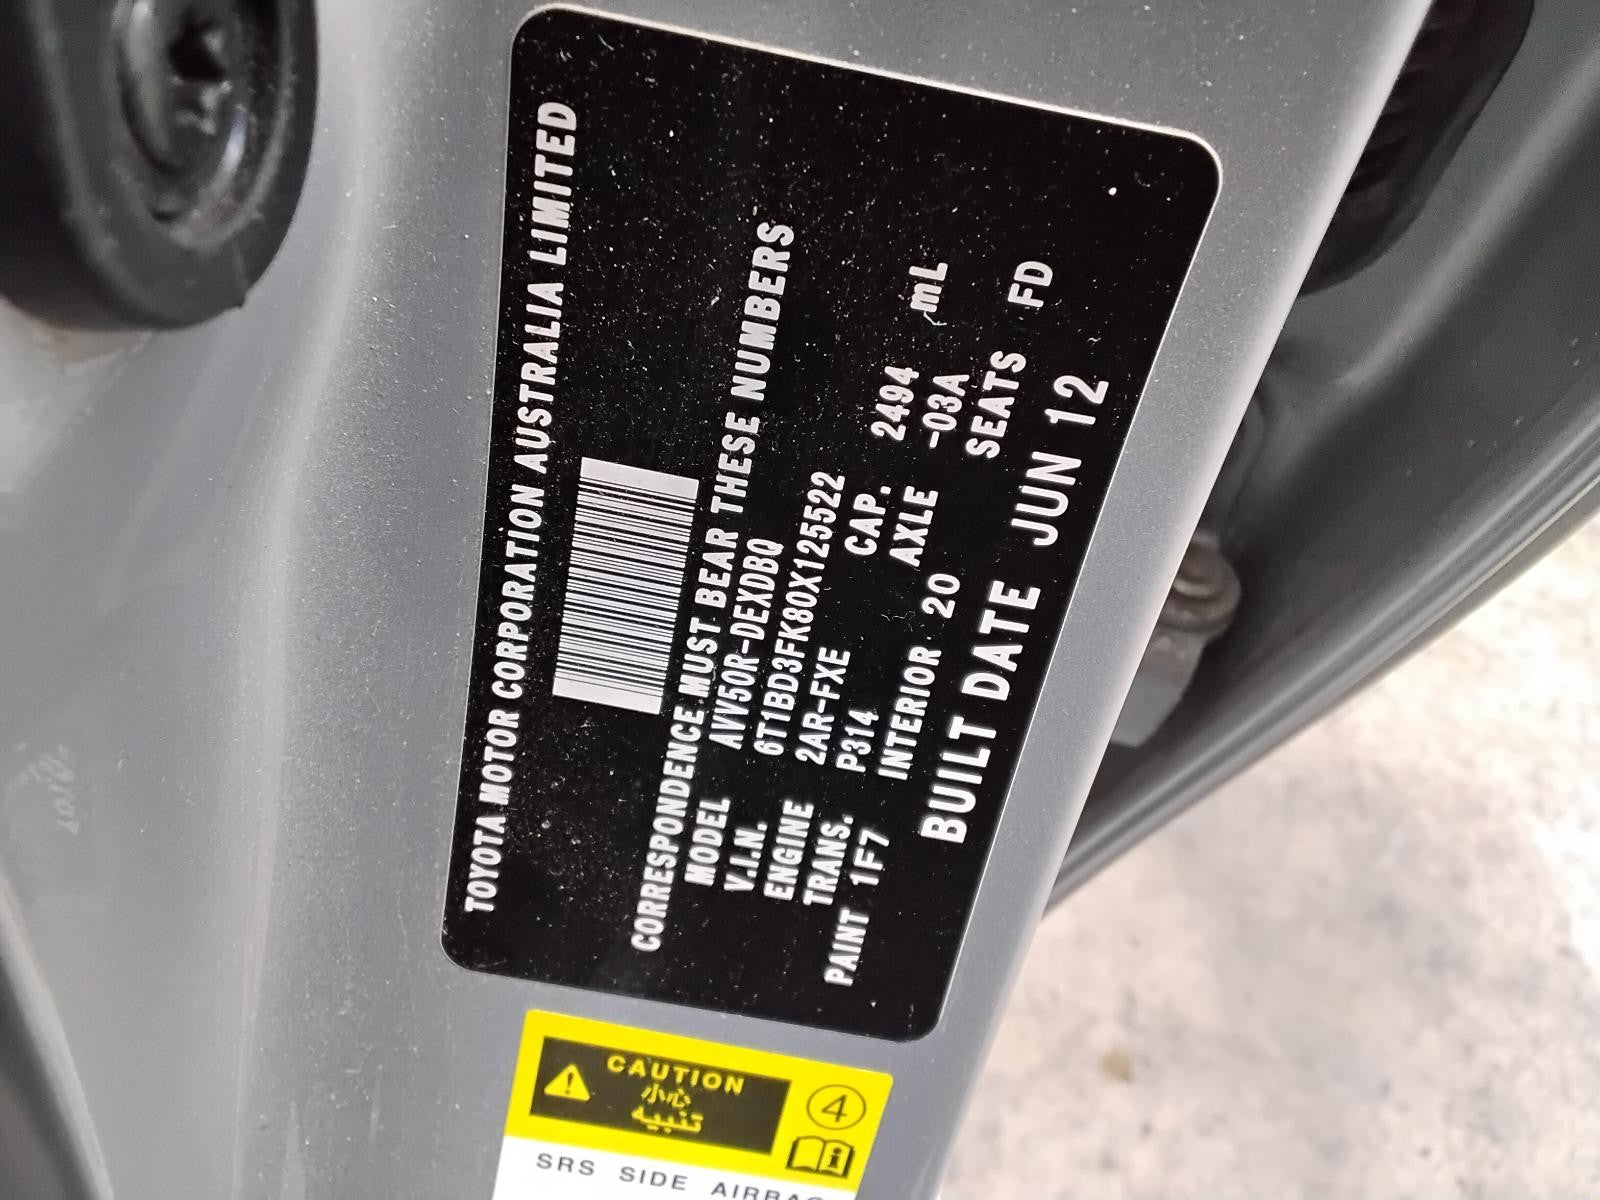 TOYOTA MOTOR CORPORATION AUSTRALIA LIMITED
CORRESPONDENCE MUST BEAR THESE NUMBERS
MODEL AVV50R-DEXDBQ
V.I.N. 6T1BD3FK80X125522
ENGINE 2AR-FXE CAP. 2494 mL
TRANS. P314 AXLE -03A
PAINT 1F7 INTERIOR 20 SEATS FD
BUILT DATE JUN 12
CAUTION
小心
تنبيه
4
SRS SIDE AIRBAG